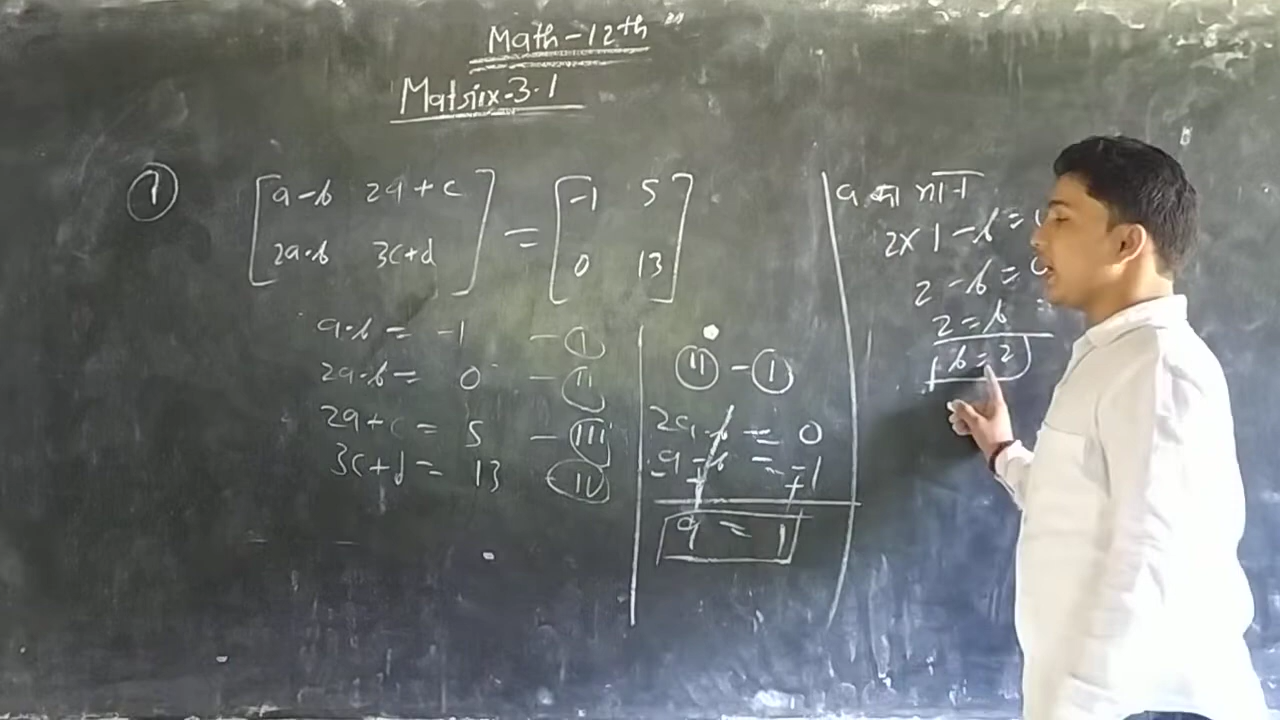 Math-12th
Matrix-3.1
① [a-b 2a+c] = [-1 5]
[2a-b 3c+d] [0 13]
a-b = -1 - Ⓘ
2a-b = 0 - Ⓘⓘ
2a+c = 5 - (III)
3c+d = 13 - (IV)
(II) - (I)
2a-b = 0
a-b = -1
- + +
a = 1
a का मान
2×1-b=
2-b=0
2=b
b=2